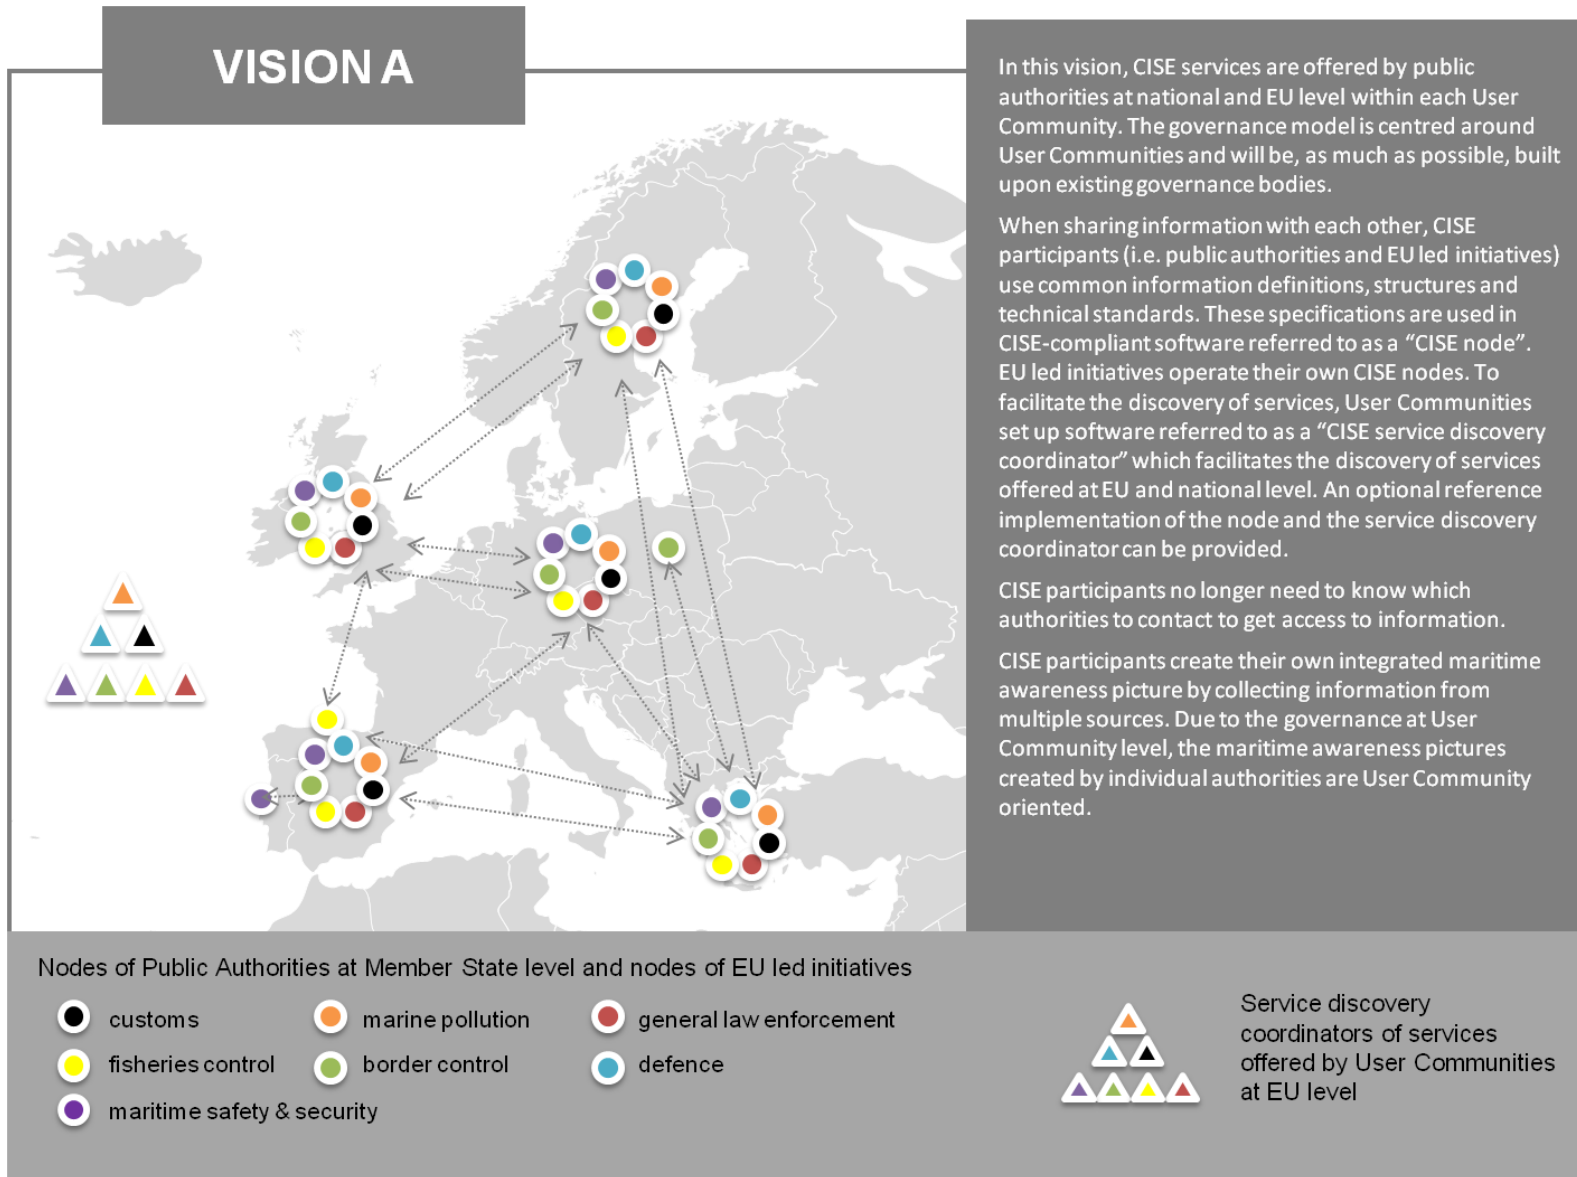 VISION A
In this vision, CISE services are offered by public
authorities at national and EU level within each User
Community. The governance model is centred around
User Communities and will be, as much as possible, built
upon existing governance bodies.
When sharing information with each other, CISE
participants (i.e. public authorities and EU led initiatives)
use common information definitions, structures and
technical standards. These specifications are used in
CISE-compliant software referred to as a “CISE node”.
EU led initiatives operate their own CISE nodes. To
facilitate the discovery of services, User Communities
set up software referred to as a “CISE service discovery
coordinator” which facilitates the discovery of services
offered at EU and national level. An optional reference
implementation of the node and the service discovery
coordinator can be provided.
CISE participants no longer need to know which
authorities to contact to get access to information.
CISE participants create their own integrated maritime
awareness picture by collecting information from
multiple sources. Due to the governance at User
Community level, the maritime awareness pictures
created by individual authorities are User Community
oriented.
Nodes of Public Authorities at Member State level and nodes of EU led initiatives
customs
marine pollution
general law enforcement
fisheries control
border control
defence
maritime safety & security
Service discovery
coordinators of services
offered by User Communities
at EU level